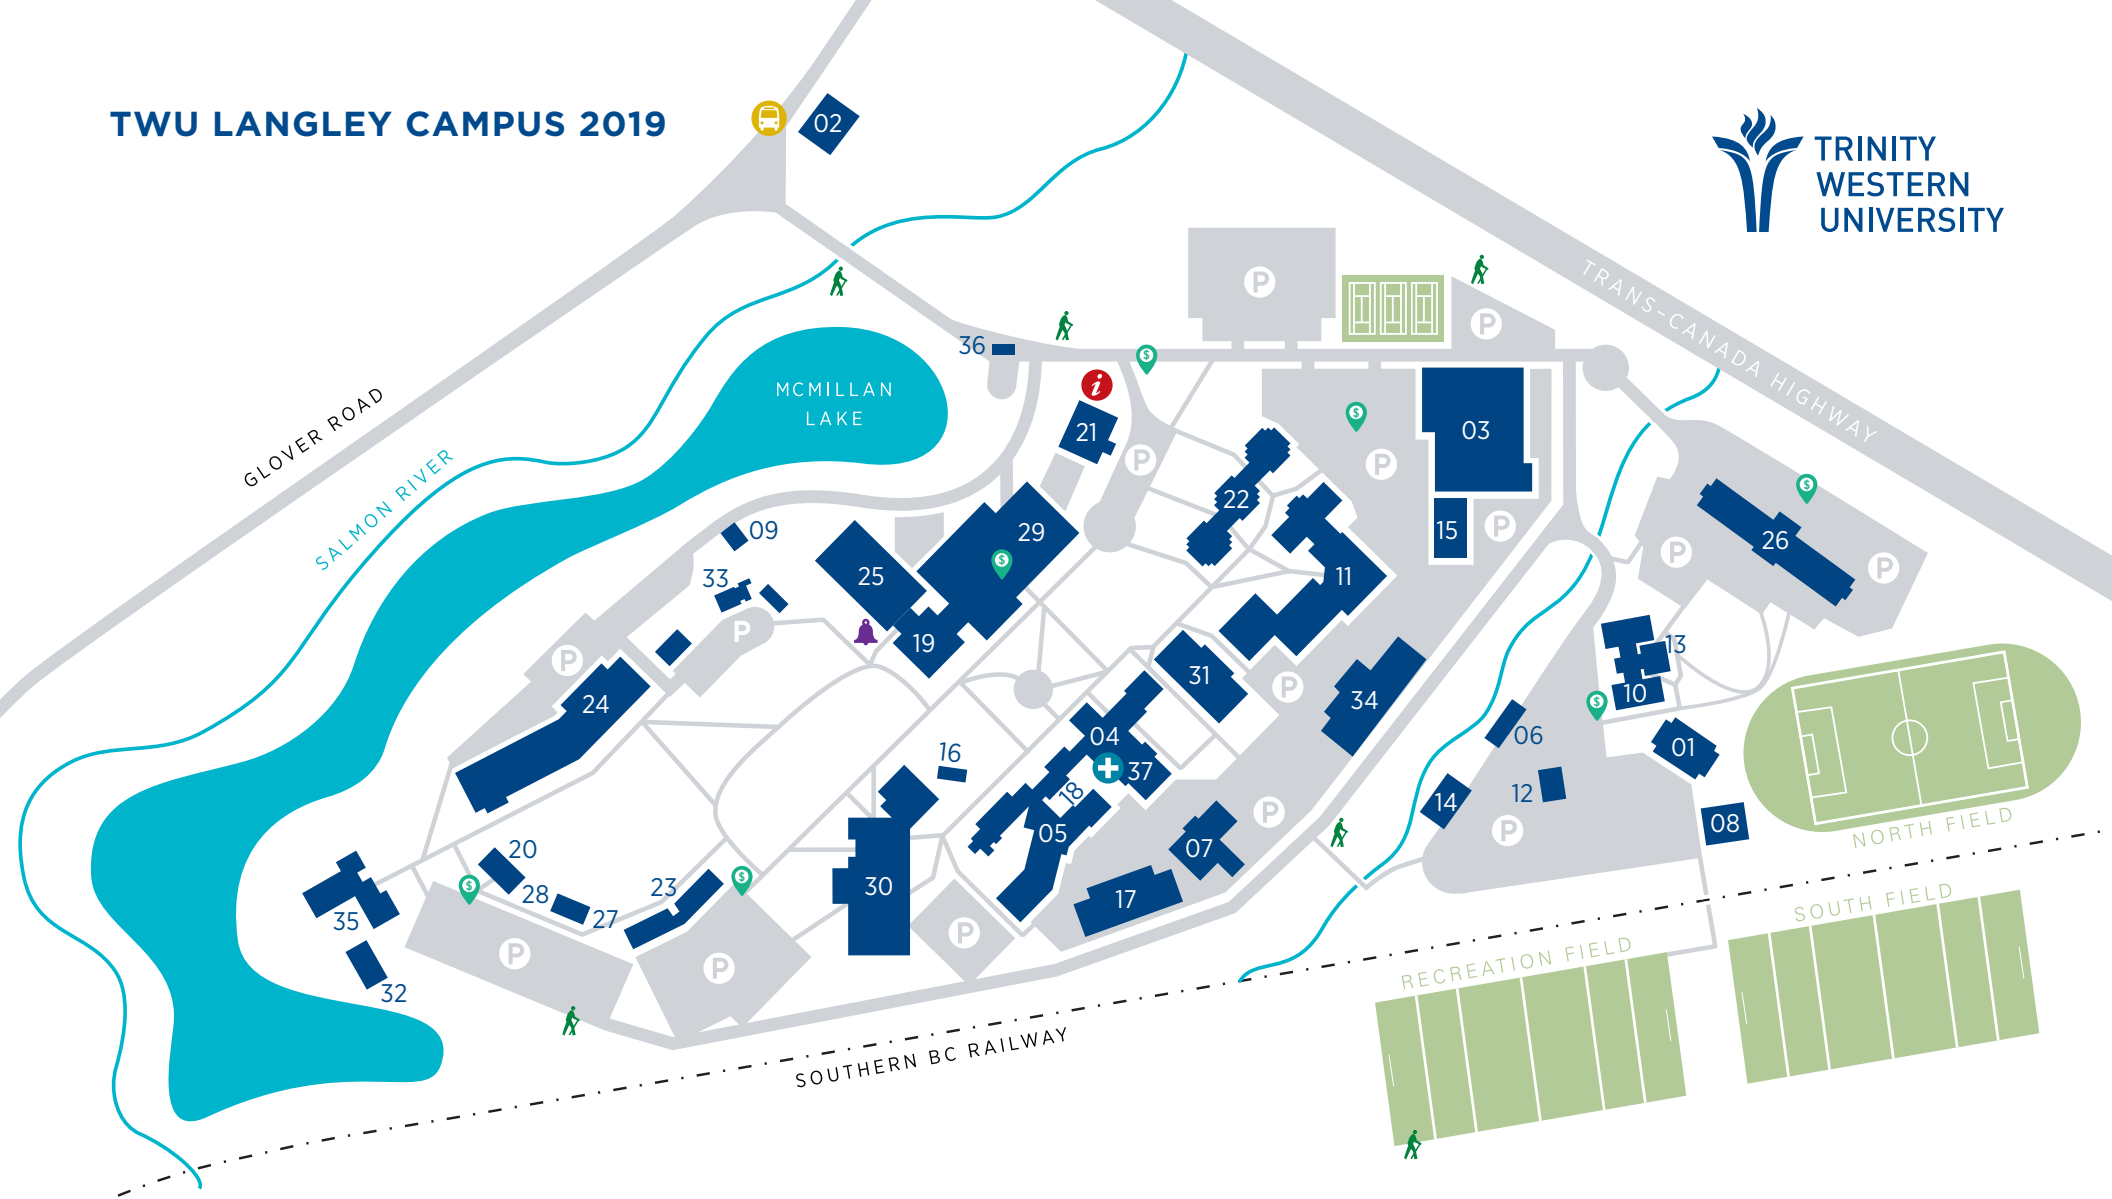 TWU LANGLEY CAMPUS 2019
02
TRINITY
WESTERN
UNIVERSITY
TRANS-CANADA HIGHWAY
P
P
36
MCMILLAN
LAKE
GLOVER ROAD
SALMON RIVER
i
$
21
P
$
P
03
22
15
P
$
26
P
P
09
29
$
25
33
11
P
19
13
P
24
31
P
34
10
$
06
01
04
16
37
18
12
14
P
05
P
07
08
NORTH FIELD
20
28
27
23
$
$
35
32
30
17
P
P
P
SOUTH FIELD
RECREATION FIELD
SOUTHERN BC RAILWAY